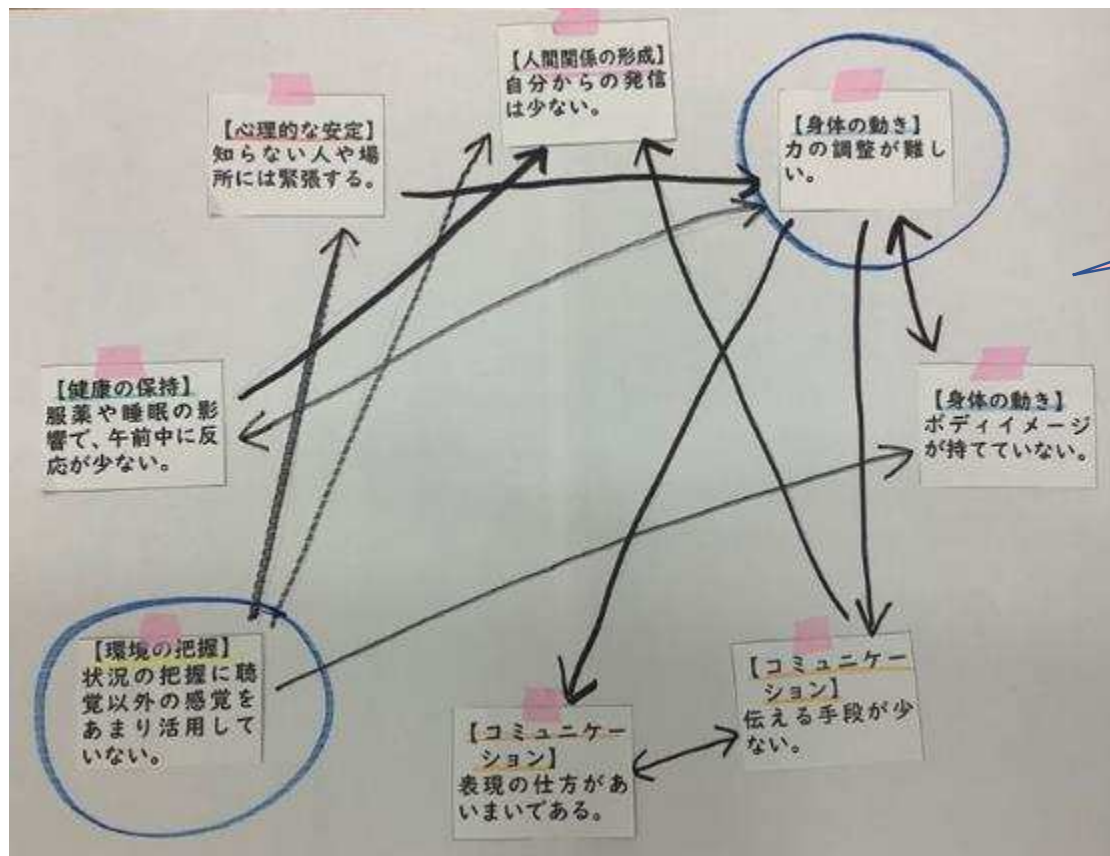 【人間関係の形成】
自分からの発信
は少ない。
【心理的な安定】
知らない人や場
所には緊張する。
【身体の動き】
力の調整が難し
い。
【健康の保持】
服薬や睡眠の影
響で、午前中に反
応が少ない。
【身体の動き】
ボディイメージ
が持てていない。
【環境の把握】
状況の把握に聴
覚以外の感覚を
あまり活用して
いない。
【コミュニケー
ション】
伝える手段が少
ない。
【コミュニケー
ション】
表現の仕方があ
いまいである。